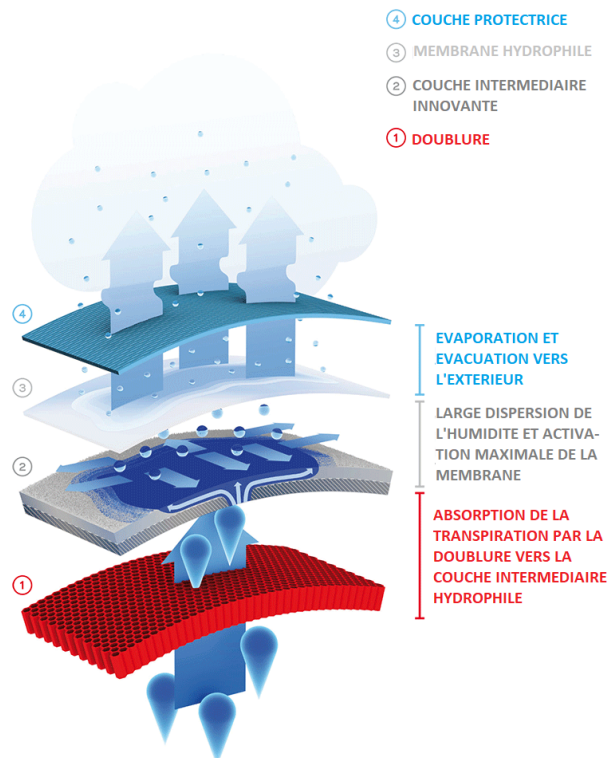 4 COUCHE PROTECTRICE
3 MEMBRANE HYDROPHILE
2 COUCHE INTERMEDIAIRE
INNOVANTE
1 DOUBLURE
4
EVAPORATION ET
EVACUATION VERS
L'EXTERIEUR
3
LARGE DISPERSION DE
L'HUMIDITE ET ACTIVA-
TION MAXIMALE DE LA
MEMBRANE
2
ABSORPTION DE LA
TRANSPIRATION PAR LA
DOUBLURE VERS LA
COUCHE INTERMEDIAIRE
HYDROPHILE
1